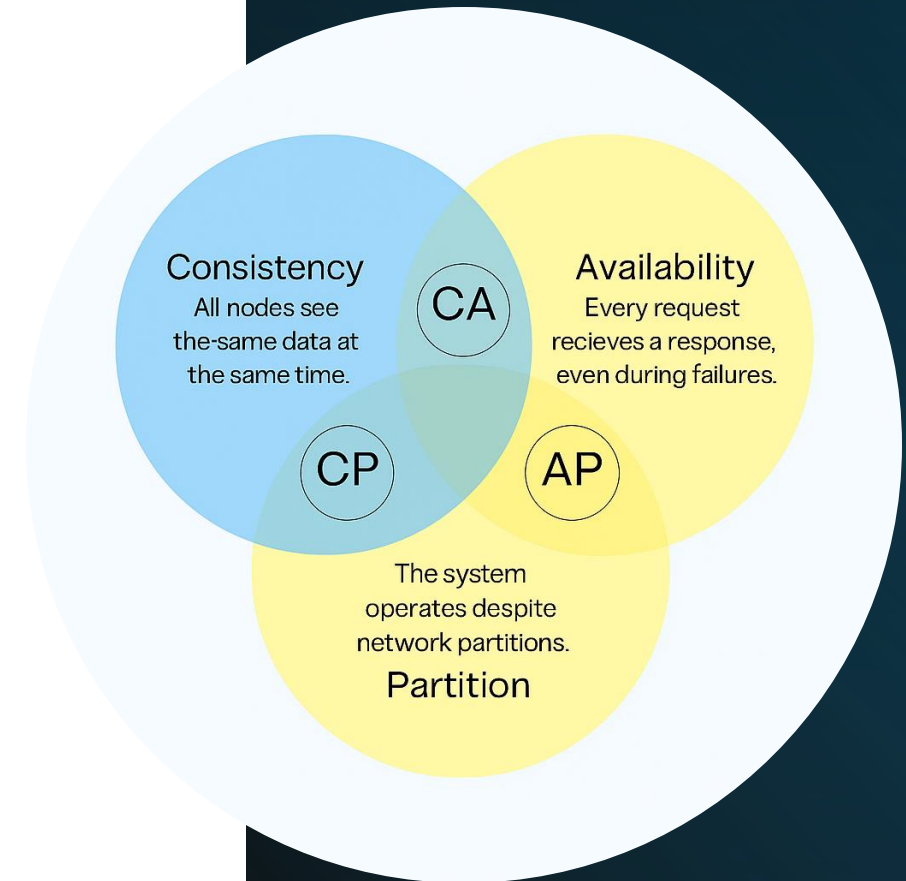 Consistency
All nodes see
the-same data at
the same time.
CA
Availability
Every request
recieves a response,
even during failures.
CP
AP
The system
operates despite
network partitions.
Partition